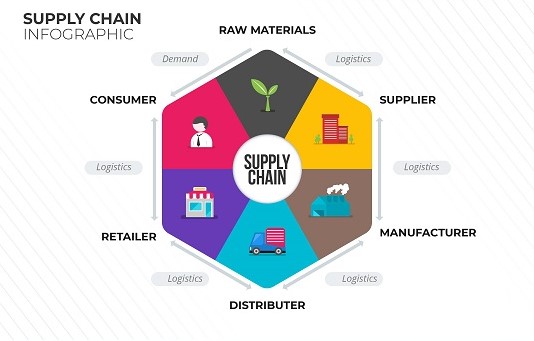 SUPPLY CHAIN
INFOGRAPHIC
RAW MATERIALS
Demand
Logistics
CONSUMER
SUPPLIER
SUPPLY
CHAIN
Logistics
Logistics
RETAILER
MANUFACTURER
Logistics
Logistics
DISTRIBUTER